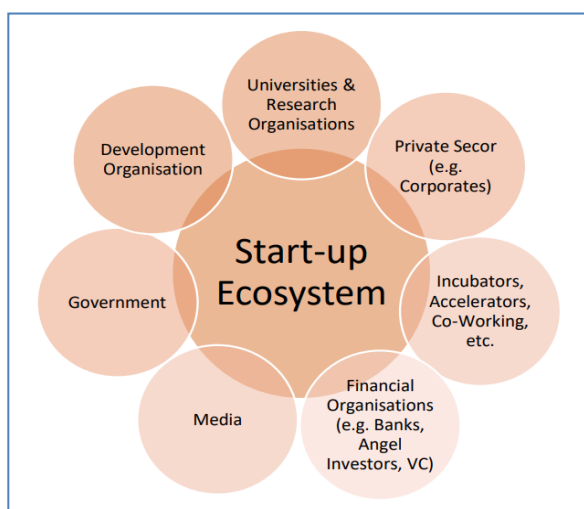 Universities &
Research
Organisations
Private Secor
(e.g.
Corporates)
Incubators,
Accelerators,
Co-Working,
etc.
Financial
Organisations
(e.g. Banks,
Angel
Investors, VC)
Media
Government
Development
Organisation
Start-up
Ecosystem